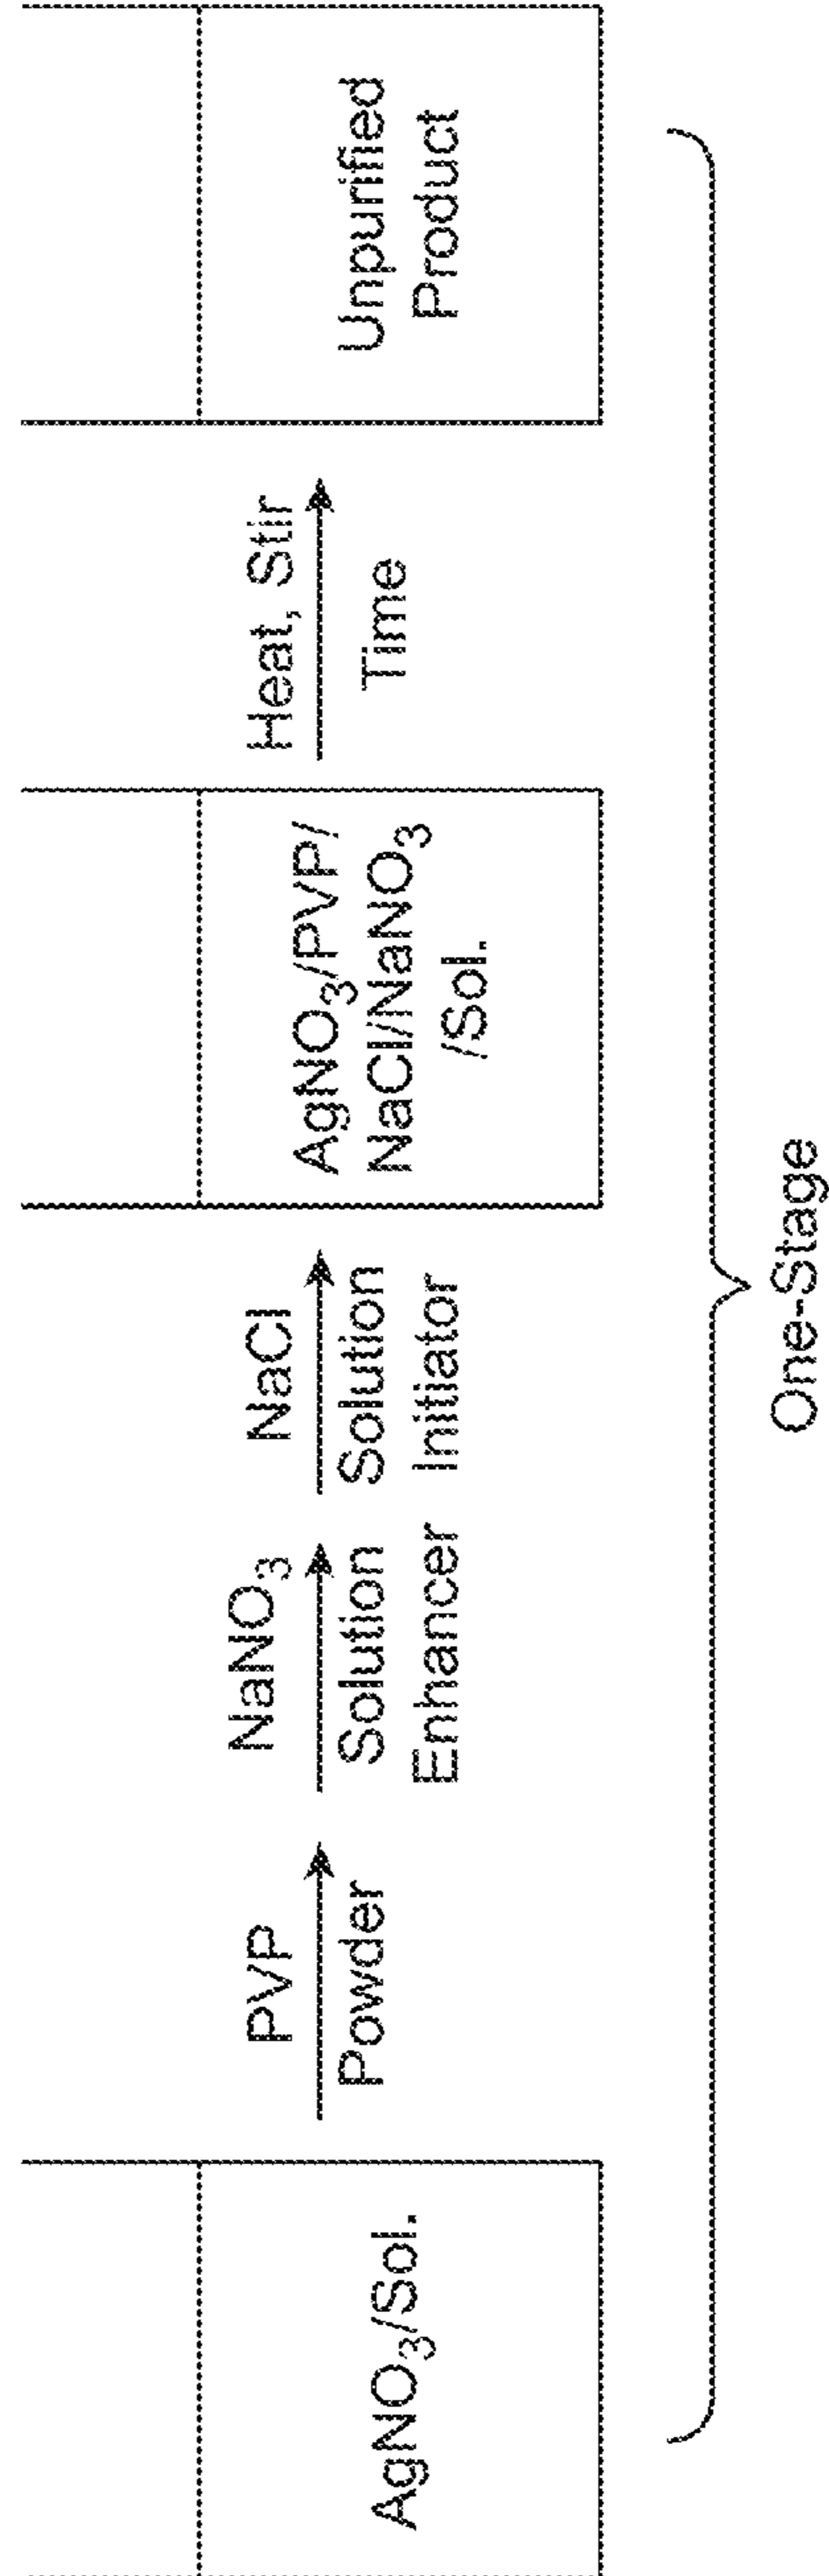 AgNO₃/Sol.
PVP
Powder
NaNO₃
Solution
Enhancer
NaCl
Solution
Initiator
AgNO₃/PVP/
NaCl/NaNO₃
/Sol.
Heat, Stir
Time
Unpurified
Product
One-Stage